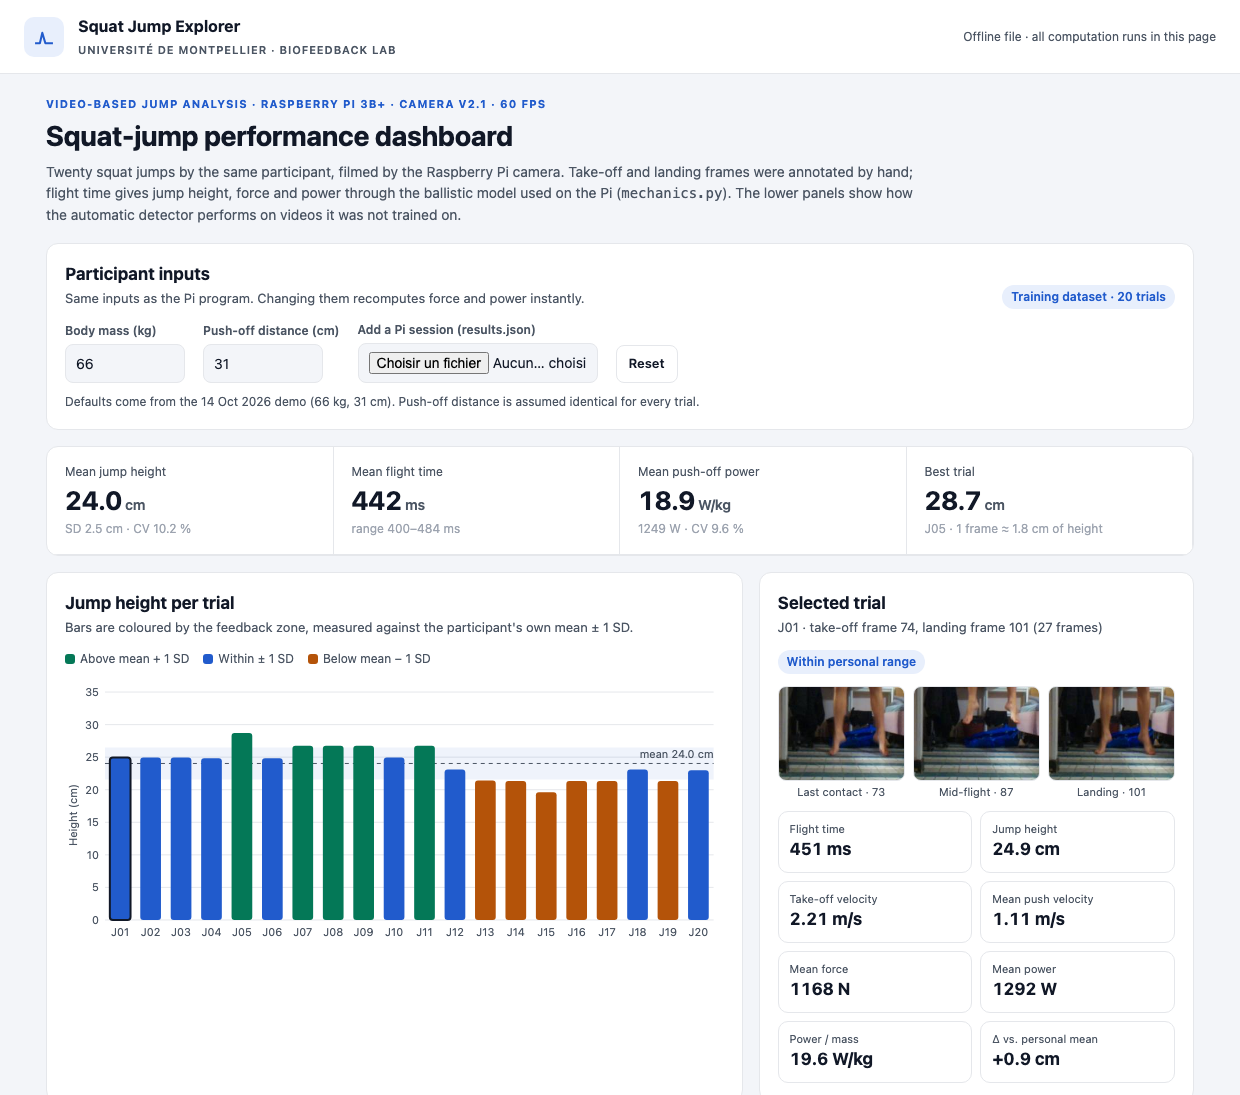 Squat Jump Explorer
UNIVERSITÉ DE MONTPELLIER · BIOFEEDBACK LAB
Offline file · all computation runs in this page
VIDEO-BASED JUMP ANALYSIS · RASPBERRY PI 3B+ · CAMERA V2.1 · 60 FPS
Squat-jump performance dashboard
Twenty squat jumps by the same participant, filmed by the Raspberry Pi camera. Take-off and landing frames were annotated by hand;
flight time gives jump height, force and power through the ballistic model used on the Pi (mechanics.py). The lower panels show how
the automatic detector performs on videos it was not trained on.
Participant inputs
Same inputs as the Pi program. Changing them recomputes force and power instantly.
Training dataset · 20 trials
Body mass (kg)
Push-off distance (cm)
Add a Pi session (results.json)
66
31
Choisir un fichier Aucun... choisi
Reset
Defaults come from the 14 Oct 2026 demo (66 kg, 31 cm). Push-off distance is assumed identical for every trial.
Mean jump height
24.0 cm
SD 2.5 cm · CV 10.2 %
Mean flight time
442 ms
range 400–484 ms
Mean push-off power
18.9 W/kg
1249 W · CV 9.6 %
Best trial
28.7 cm
J05 · 1 frame ≈ 1.8 cm of height
Jump height per trial
Bars are coloured by the feedback zone, measured against the participant's own mean ± 1 SD.
Above mean + 1 SD
Within ± 1 SD
Below mean − 1 SD
35
30
25
20
15
10
5
0
Height (cm)
mean 24.0 cm
J01 J02 J03 J04 J05 J06 J07 J08 J09 J10 J11 J12 J13 J14 J15 J16 J17 J18 J19 J20
Selected trial
J01 · take-off frame 74, landing frame 101 (27 frames)
Within personal range
Last contact · 73
Mid-flight · 87
Landing · 101
Flight time
451 ms
Jump height
24.9 cm
Take-off velocity
2.21 m/s
Mean push velocity
1.11 m/s
Mean force
1168 N
Mean power
1292 W
Power / mass
19.6 W/kg
Δ vs. personal mean
+0.9 cm